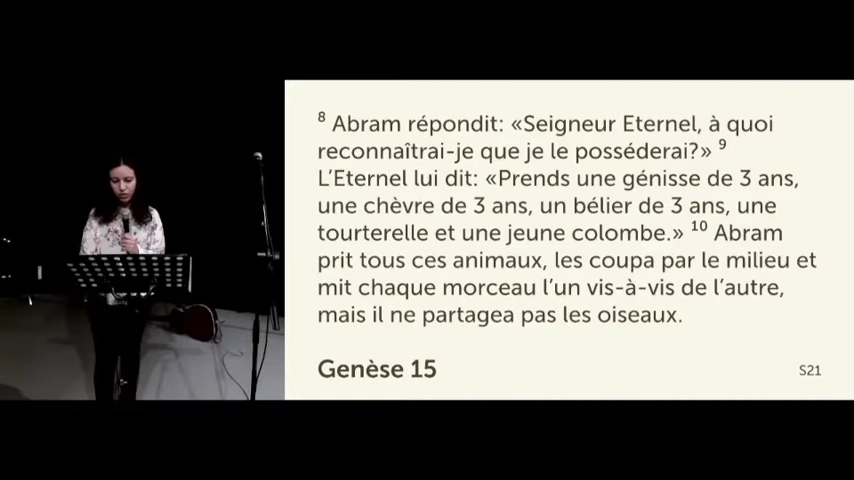 ⁸ Abram répondit: «Seigneur Eternel, à quoi
reconnaîtrai-je que je le posséderai?» ⁹
L’Eternel lui dit: «Prends une génisse de 3 ans,
une chèvre de 3 ans, un bélier de 3 ans, une
tourterelle et une jeune colombe.» ¹⁰ Abram
prit tous ces animaux, les coupa par le milieu et
mit chaque morceau l’un vis-à-vis de l’autre,
mais il ne partagea pas les oiseaux.
Genèse 15
S21